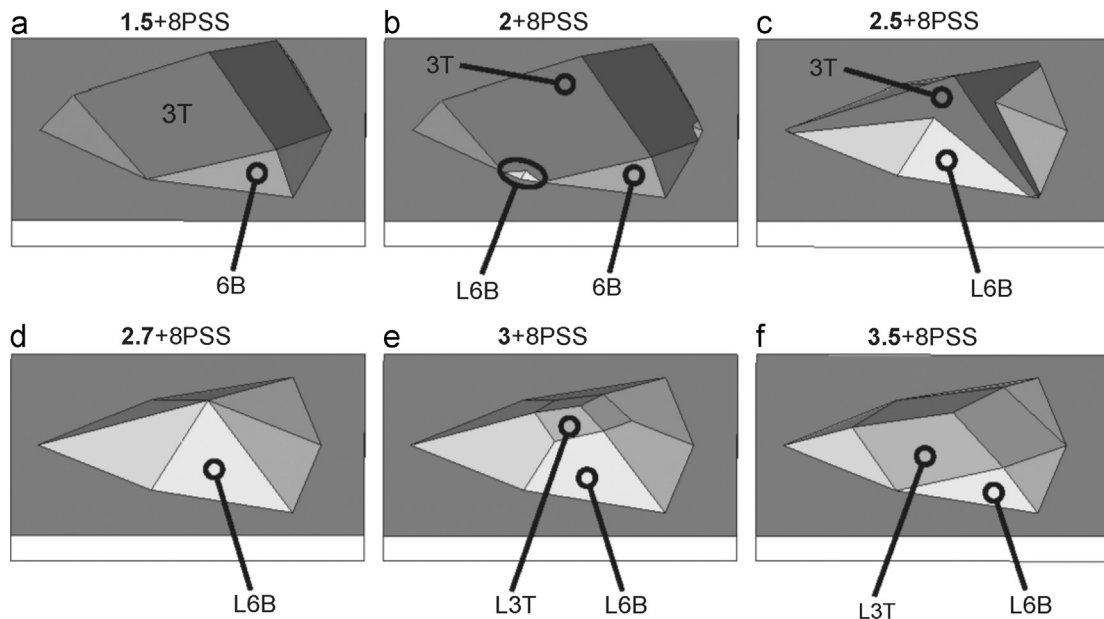 a 1.5+8PSS
b 2+8PSS
c 2.5+8PSS
3T
3T
3T
6B
L6B
6B
L6B
d 2.7+8PSS
e 3+8PSS
f 3.5+8PSS
L6B
L3T
L6B
L3T
L6B